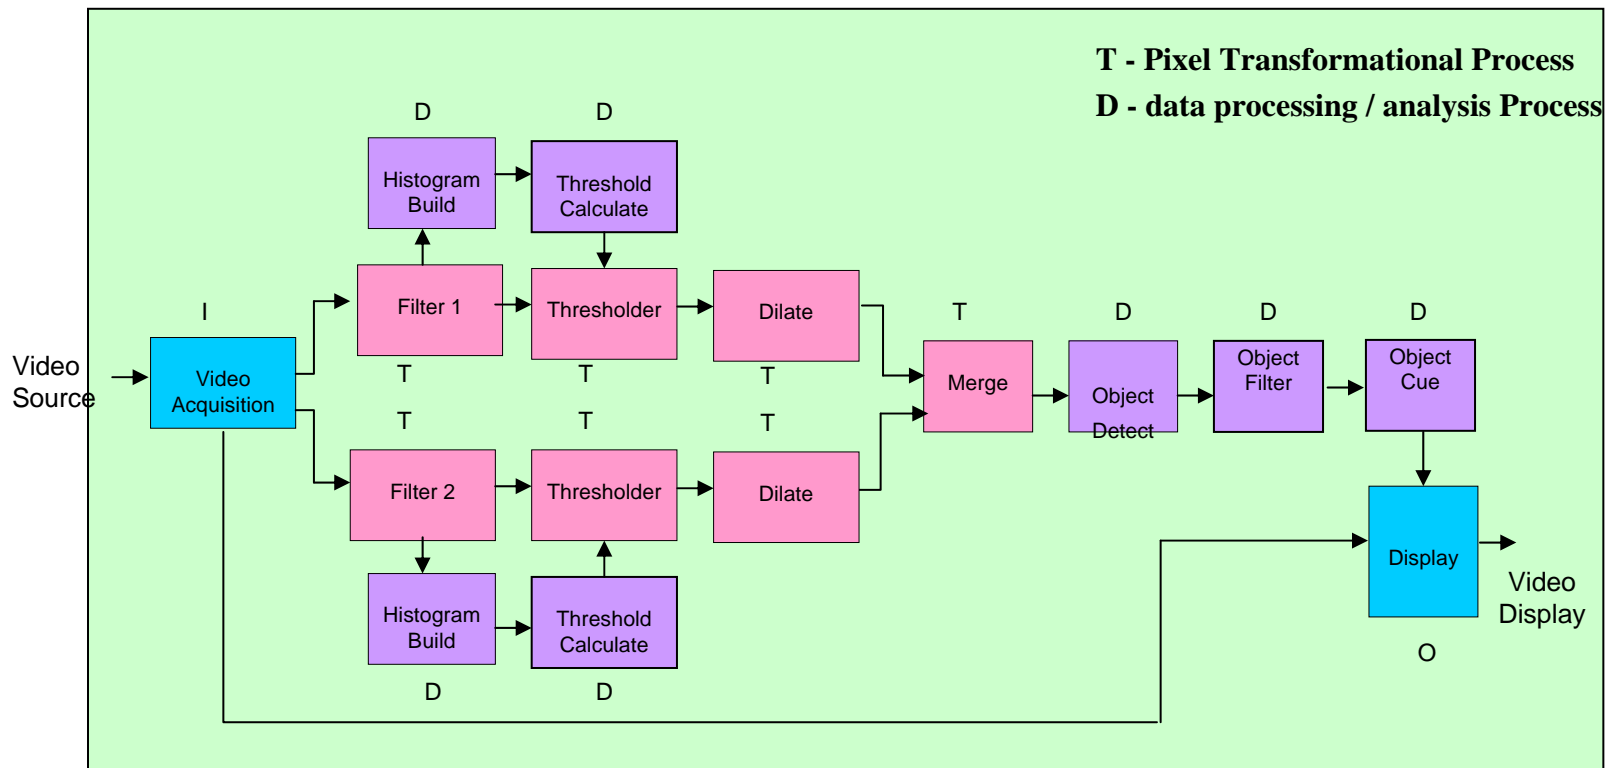 T - Pixel Transformational Process
D - data processing / analysis Process
D
D
Histogram
Build
Threshold
Calculate
I
Filter 1
Thresholder
Dilate
T
D
D
D
Video
Source
Video
Acquisition
T
T
T
Merge
Object
Detect
Object
Filter
Object
Cue
T
T
T
Filter 2
Thresholder
Dilate
Display
Video
Display
Histogram
Build
Threshold
Calculate
O
D
D